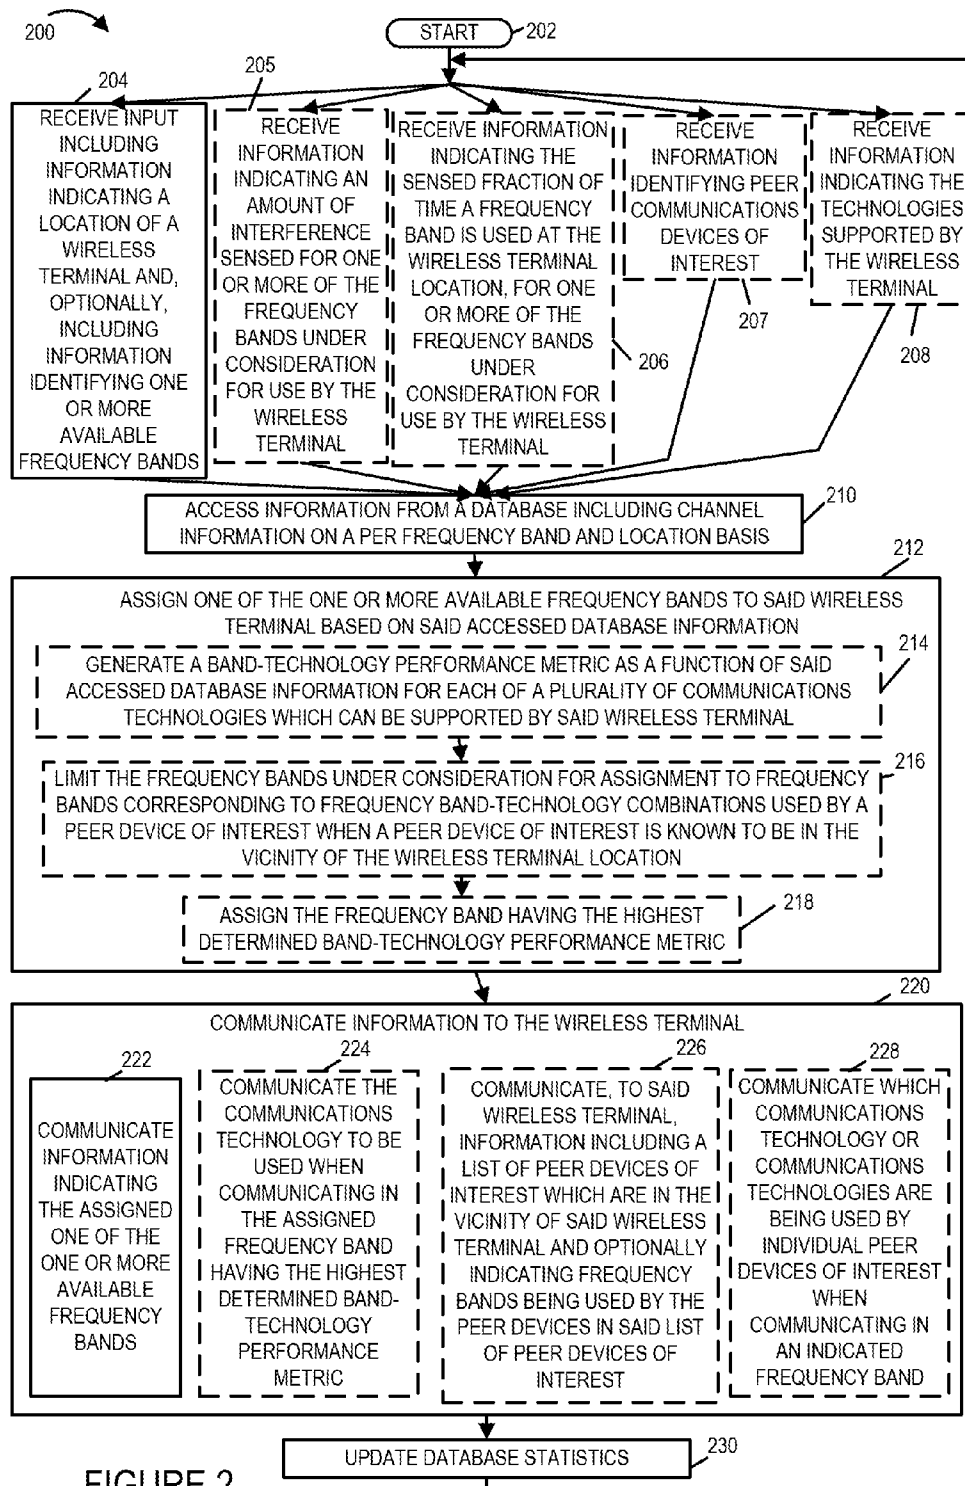 200
START
202
204
RECEIVE INPUT
INCLUDING
INFORMATION
INDICATING A
LOCATION OF A
WIRELESS
TERMINAL AND,
OPTIONALLY,
INCLUDING
INFORMATION
IDENTIFYING ONE
OR MORE
AVAILABLE
FREQUENCY BANDS
205
RECEIVE
INFORMATION
INDICATING AN
AMOUNT OF
INTERFERENCE
SENSED FOR ONE
OR MORE OF THE
FREQUENCY
BANDS UNDER
CONSIDERATION
FOR USE BY THE
WIRELESS
TERMINAL
RECEIVE INFORMATION
INDICATING THE
SENSED FRACTION OF
TIME A FREQUENCY
BAND IS USED AT THE
WIRELESS TERMINAL
LOCATION, FOR ONE
OR MORE OF THE
FREQUENCY BANDS
UNDER
CONSIDERATION FOR
USE BY THE WIRELESS
TERMINAL
206
RECEIVE
INFORMATION
IDENTIFYING PEER
COMMUNICATIONS
DEVICES OF
INTEREST
207
RECEIVE
INFORMATION
INDICATING THE
TECHNOLOGIES
SUPPORTED BY
THE WIRELESS
TERMINAL
208
ACCESS INFORMATION FROM A DATABASE INCLUDING CHANNEL
INFORMATION ON A PER FREQUENCY BAND AND LOCATION BASIS
210
212
ASSIGN ONE OF THE ONE OR MORE AVAILABLE FREQUENCY BANDS TO SAID WIRELESS
TERMINAL BASED ON SAID ACCESSED DATABASE INFORMATION
GENERATE A BAND-TECHNOLOGY PERFORMANCE METRIC AS A FUNCTION OF SAID
ACCESSED DATABASE INFORMATION FOR EACH OF A PLURALITY OF COMMUNICATIONS
TECHNOLOGIES WHICH CAN BE SUPPORTED BY SAID WIRELESS TERMINAL
214
LIMIT THE FREQUENCY BANDS UNDER CONSIDERATION FOR ASSIGNMENT TO FREQUENCY
BANDS CORRESPONDING TO FREQUENCY BAND-TECHNOLOGY COMBINATIONS USED BY A
PEER DEVICE OF INTEREST WHEN A PEER DEVICE OF INTEREST IS KNOWN TO BE IN THE
VICINITY OF THE WIRELESS TERMINAL LOCATION
216
ASSIGN THE FREQUENCY BAND HAVING THE HIGHEST
DETERMINED BAND-TECHNOLOGY PERFORMANCE METRIC
218
220
COMMUNICATE INFORMATION TO THE WIRELESS TERMINAL
222
COMMUNICATE
INFORMATION
INDICATING
THE ASSIGNED
ONE OF THE
ONE OR MORE
AVAILABLE
FREQUENCY
BANDS
224
COMMUNICATE THE
COMMUNICATIONS
TECHNOLOGY TO BE
USED WHEN
COMMUNICATING IN
THE ASSIGNED
FREQUENCY BAND
HAVING THE HIGHEST
DETERMINED BAND-
TECHNOLOGY
PERFORMANCE
METRIC
226
COMMUNICATE, TO SAID
WIRELESS TERMINAL,
INFORMATION INCLUDING A
LIST OF PEER DEVICES OF
INTEREST WHICH ARE IN THE
VICINITY OF SAID WIRELESS
TERMINAL AND OPTIONALLY
INDICATING FREQUENCY
BANDS BEING USED BY THE
PEER DEVICES IN SAID LIST
OF PEER DEVICES OF
INTEREST
228
COMMUNICATE WHICH
COMMUNICATIONS
TECHNOLOGY OR
COMMUNICATIONS
TECHNOLOGIES ARE
BEING USED BY
INDIVIDUAL PEER
DEVICES OF INTEREST
WHEN
COMMUNICATING IN
AN INDICATED
FREQUENCY BAND
UPDATE DATABASE STATISTICS
230
FIGURE 2